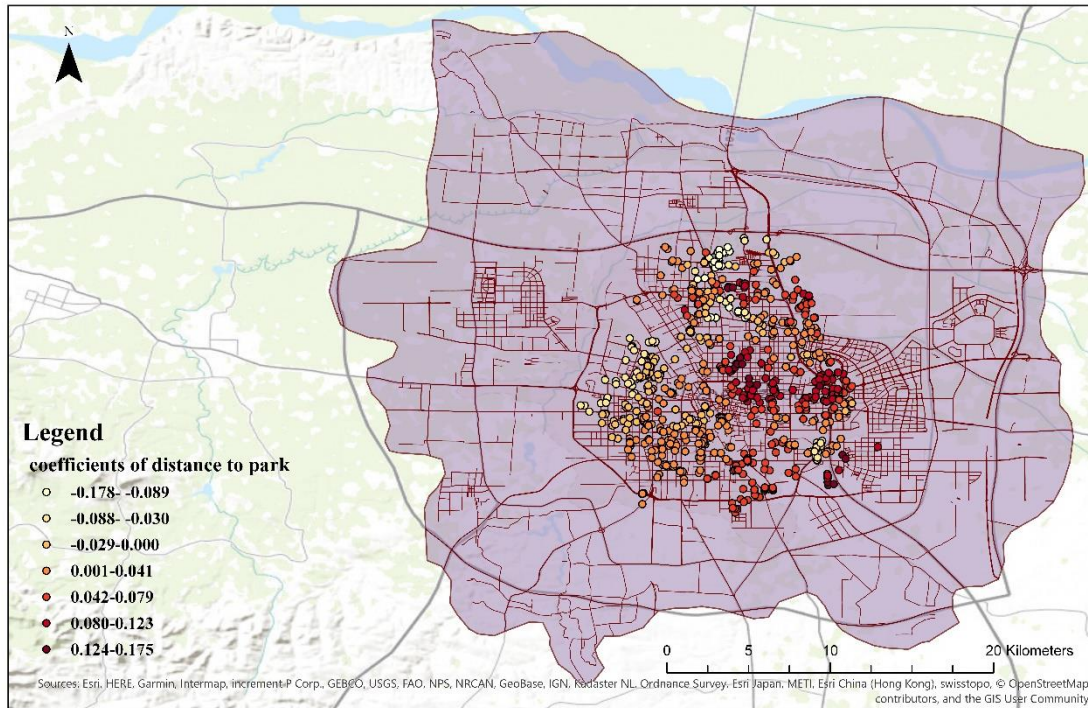 N
Legend
coefficients of distance to park
-0.178- -0.089
-0.088- -0.030
-0.029-0.000
0.001-0.041
0.042-0.079
0.080-0.123
0.124-0.175
0 5 10 20 Kilometers
Sources: Esri, HERE, Garmin, Intermap, increment P Corp., GEBCO, USGS, FAO, NPS, NRCAN, GeoBase, IGN, Kadaster NL, Ordnance Survey, Esri Japan, METI, Esri China (Hong Kong), swisstopo, © OpenStreetMap
contributors, and the GIS User Community